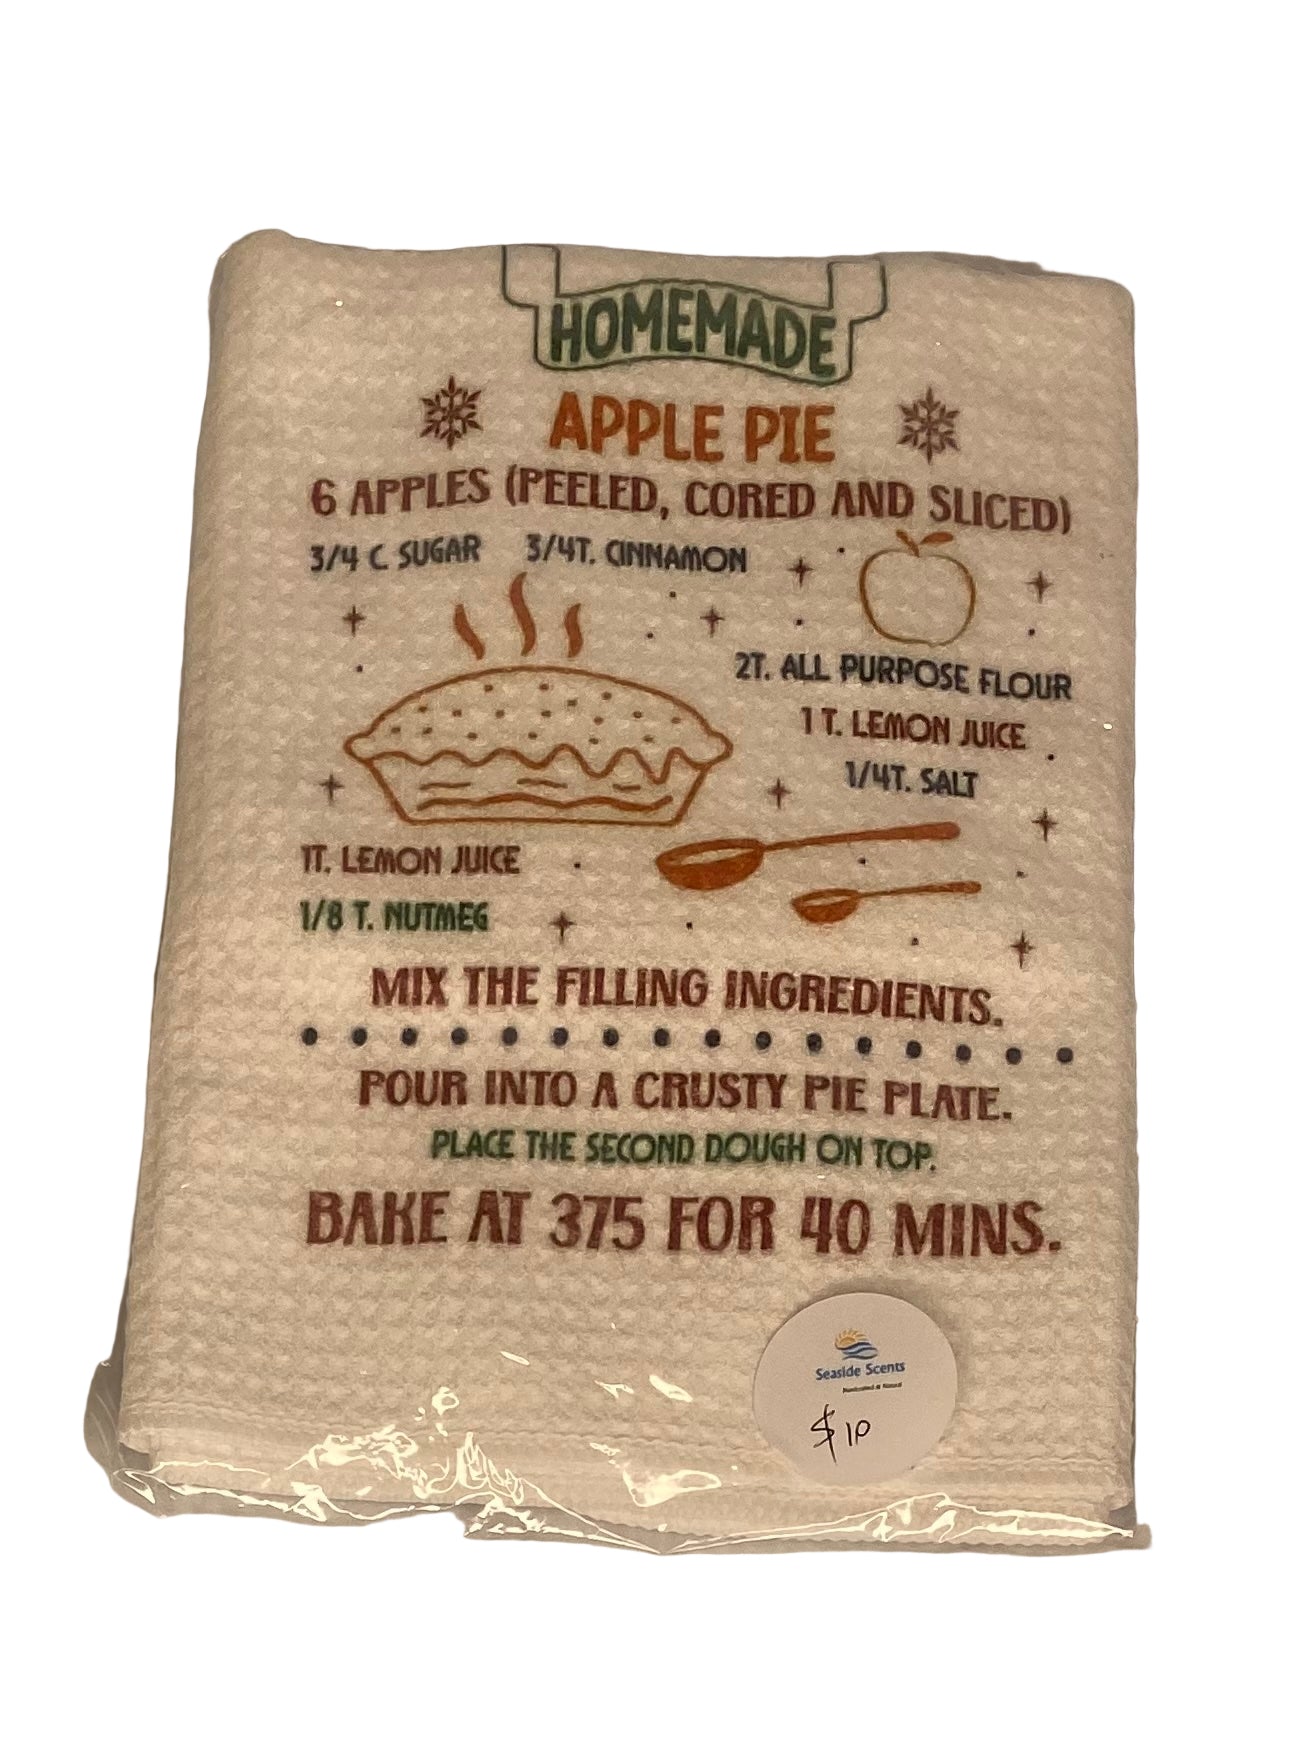 HOMEMADE
APPLE PIE
6 APPLES (PEELED, CORED AND SLICED)
3/4 C. SUGAR 3/4T. CINNAMON
2T. ALL PURPOSE FLOUR
1 T. LEMON JUICE
1/4T. SALT
1T. LEMON JUICE
1/8 T. NUTMEG
MIX THE FILLING INGREDIENTS.
POUR INTO A CRUSTY PIE PLATE.
PLACE THE SECOND DOUGH ON TOP.
BAKE AT 375 FOR 40 MINS.
Seaside Scents
Handcrafted & Natural
$10